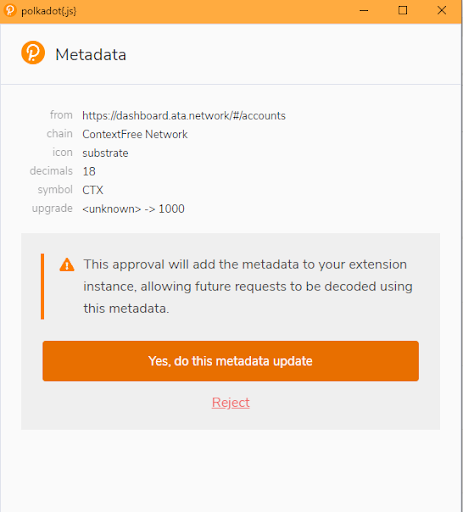 polkadot{.js}
Metadata
from https://dashboard.ata.network/#/accounts
chain ContextFree Network
icon substrate
decimals 18
symbol CTX
upgrade <unknown> -> 1000
This approval will add the metadata to your extension
instance, allowing future requests to be decoded using
this metadata.
Yes, do this metadata update
Reject